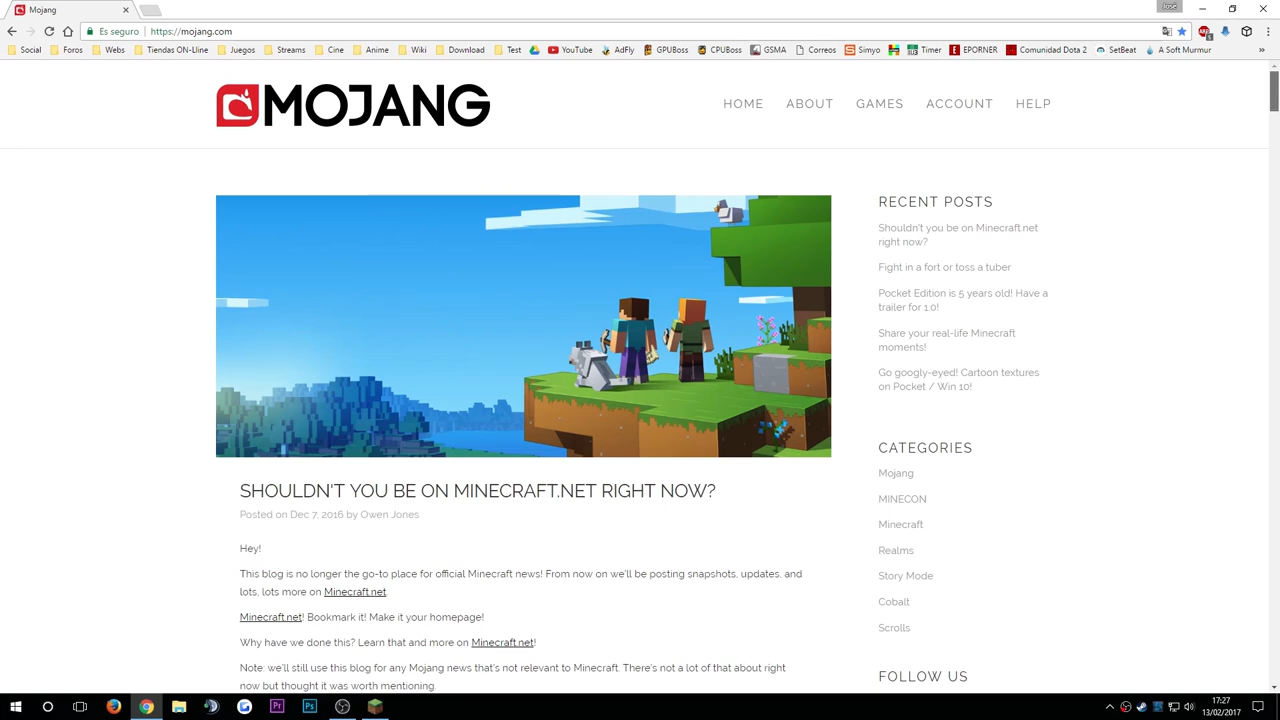 Mojang
José
Es seguro
https://mojang.com
Social
Foros
Webs
Tiendas ON-Lline
Juegos
Streams
Cine
Anime
Wiki
Download
Test
YouTube
AdFly
GPUBoss
CPUBoss
GSMA
Correos
Simyo
Timer
EPORNER
Comunidad Dota 2
SetBeat
A Soft Murmur
MOJANG
HOME
ABOUT
GAMES
ACCOUNT
HELP
SHOULDN'T YOU BE ON MINECRAFT.NET RIGHT NOW?
Posted on Dec 7, 2016 by Owen Jones
Hey!
This blog is no longer the go-to place for official Minecraft news! From now on we'll be posting snapshots, updates, and
lots, lots more on Minecraft.net.
Minecraft.net! Bookmark it! Make it your homepage!
Why have we done this? Learn that and more on Minecraft.net!
Note: we'll still use this blog for any Mojang news that's not relevant to Minecraft. There's not a lot of that about right
now but thought it was worth mentioning.
RECENT POSTS
Shouldn't you be on Minecraft.net
right now?
Fight in a fort or toss a tuber
Pocket Edition is 5 years old! Have a
trailer for 1.0!
Share your real-life Minecraft
moments!
Go googly-eyed! Cartoon textures
on Pocket / Win 10!
CATEGORIES
Mojang
MINECON
Minecraft
Realms
Story Mode
Cobalt
Scrolls
FOLLOW US
Pr
Ps
17:27
13/02/2017